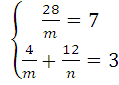 28/m = 7
4/m + 12/n = 3